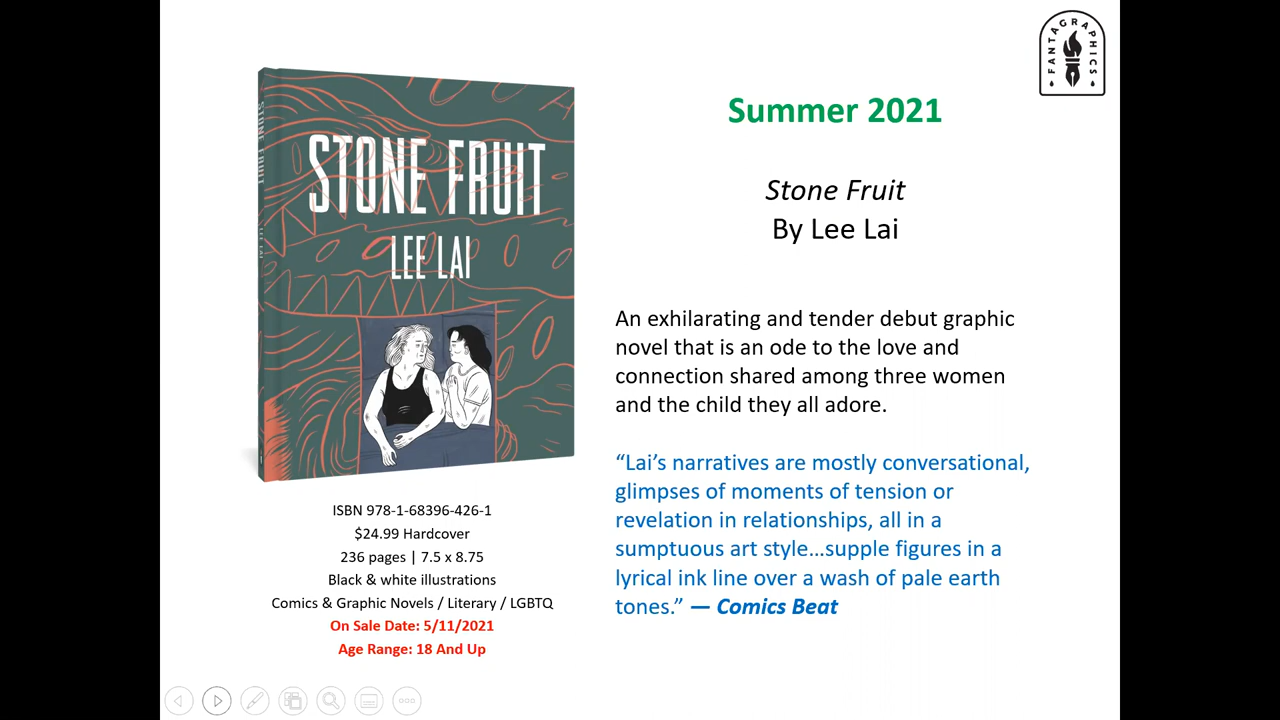 FANTAGRAPHICS
Summer 2021
STONE FRUIT
LEE LAI
STONE FRUIT
LEE LAI
Stone Fruit
By Lee Lai
An exhilarating and tender debut graphic
novel that is an ode to the love and
connection shared among three women
and the child they all adore.
“Lai’s narratives are mostly conversational,
glimpses of moments of tension or
revelation in relationships, all in a
sumptuous art style…supple figures in a
lyrical ink line over a wash of pale earth
tones.” — Comics Beat
ISBN 978-1-68396-426-1
$24.99 Hardcover
236 pages | 7.5 x 8.75
Black & white illustrations
Comics & Graphic Novels / Literary / LGBTQ
On Sale Date: 5/11/2021
Age Range: 18 And Up